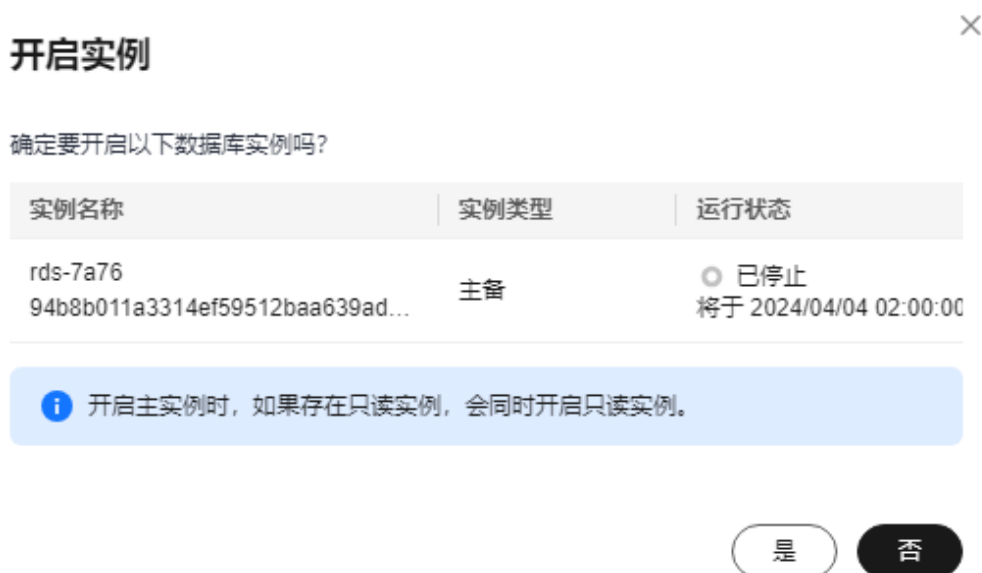 开启实例
确定要开启以下数据库实例吗?
实例名称 实例类型 运行状态
rds-7a76
94b8b011a3314ef59512baa639ad...
主备
已停止
将于 2024/04/04 02:00:00
开启主实例时，如果存在只读实例，会同时开启只读实例。
是 否